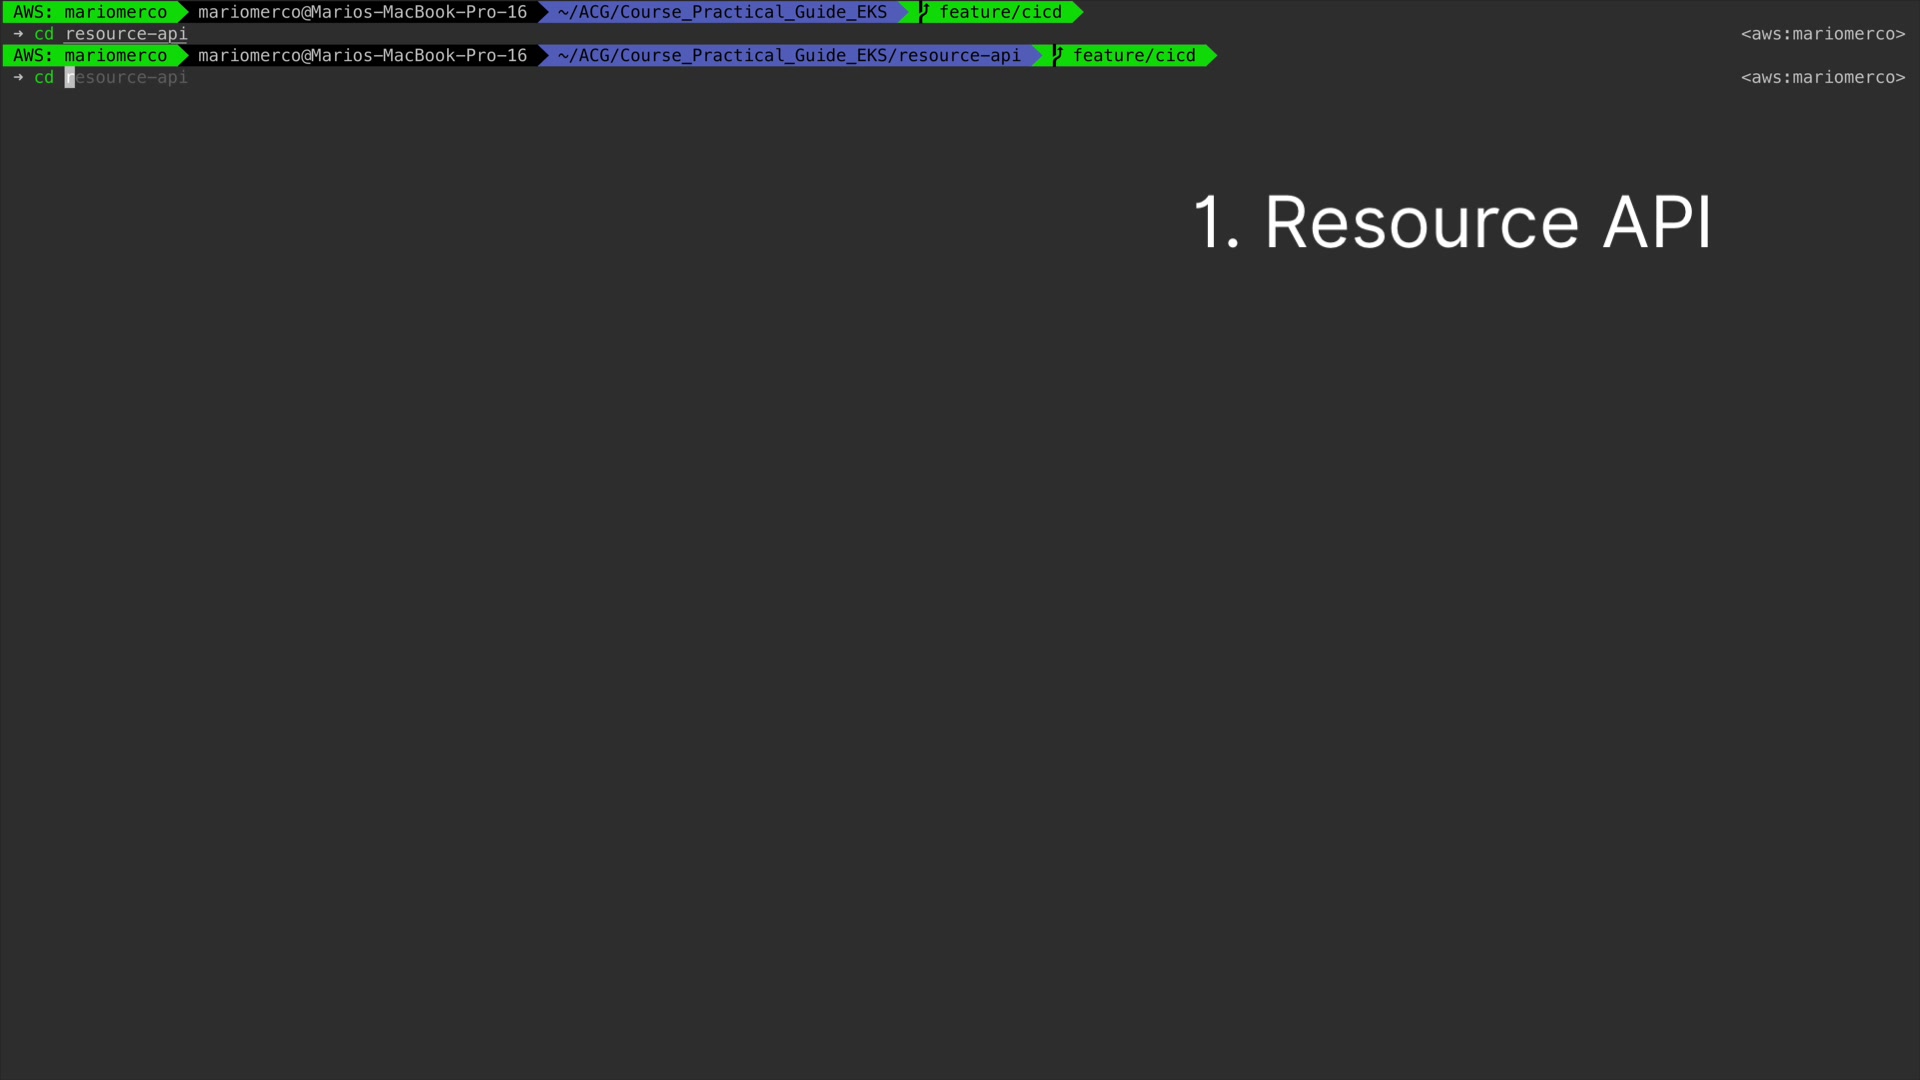 AWS: mariomerco mariomerco@Marios-MacBook-Pro-16 ~/ACG/Course_Practical_Guide_EKS feature/cicd
→ cd resource-api <aws:mariomerco>
AWS: mariomerco mariomerco@Marios-MacBook-Pro-16 ~/ACG/Course_Practical_Guide_EKS/resource-api feature/cicd
→ cd resource-api <aws:mariomerco>
1. Resource API